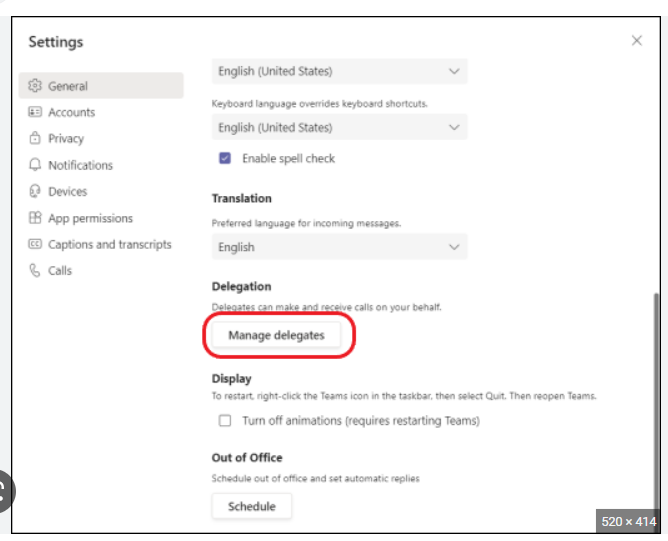 Settings
General
Accounts
Privacy
Notifications
Devices
App permissions
CC Captions and transcripts
Calls
English (United States)
Keyboard language overrides keyboard shortcuts.
English (United States)
Enable spell check
Translation
Preferred language for incoming messages.
English
Delegation
Delegates can make and receive calls on your behalf.
Manage delegates
Display
To restart, right-click the Teams icon in the taskbar, then select Quit. Then reopen Teams.
Turn off animations (requires restarting Teams)
Out of Office
Schedule out of office and set automatic replies
Schedule
520 × 414